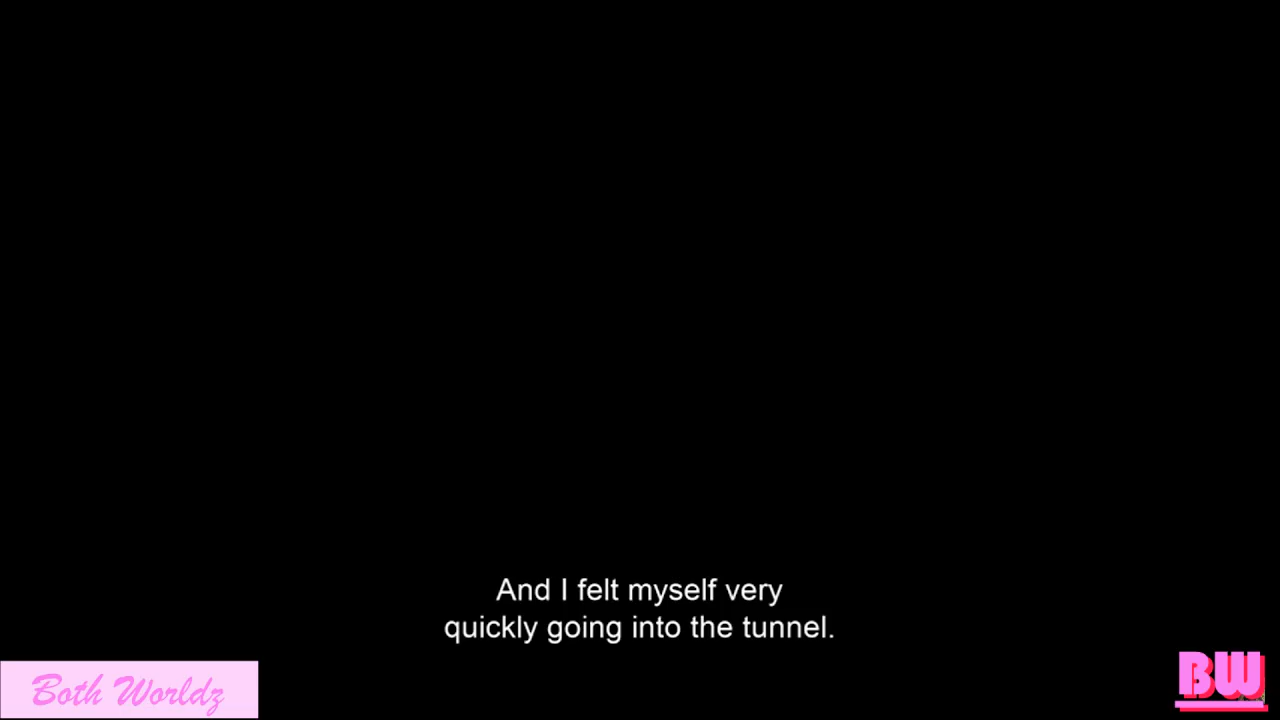 And I felt myself very
quickly going into the tunnel.
Both Worldz
BW